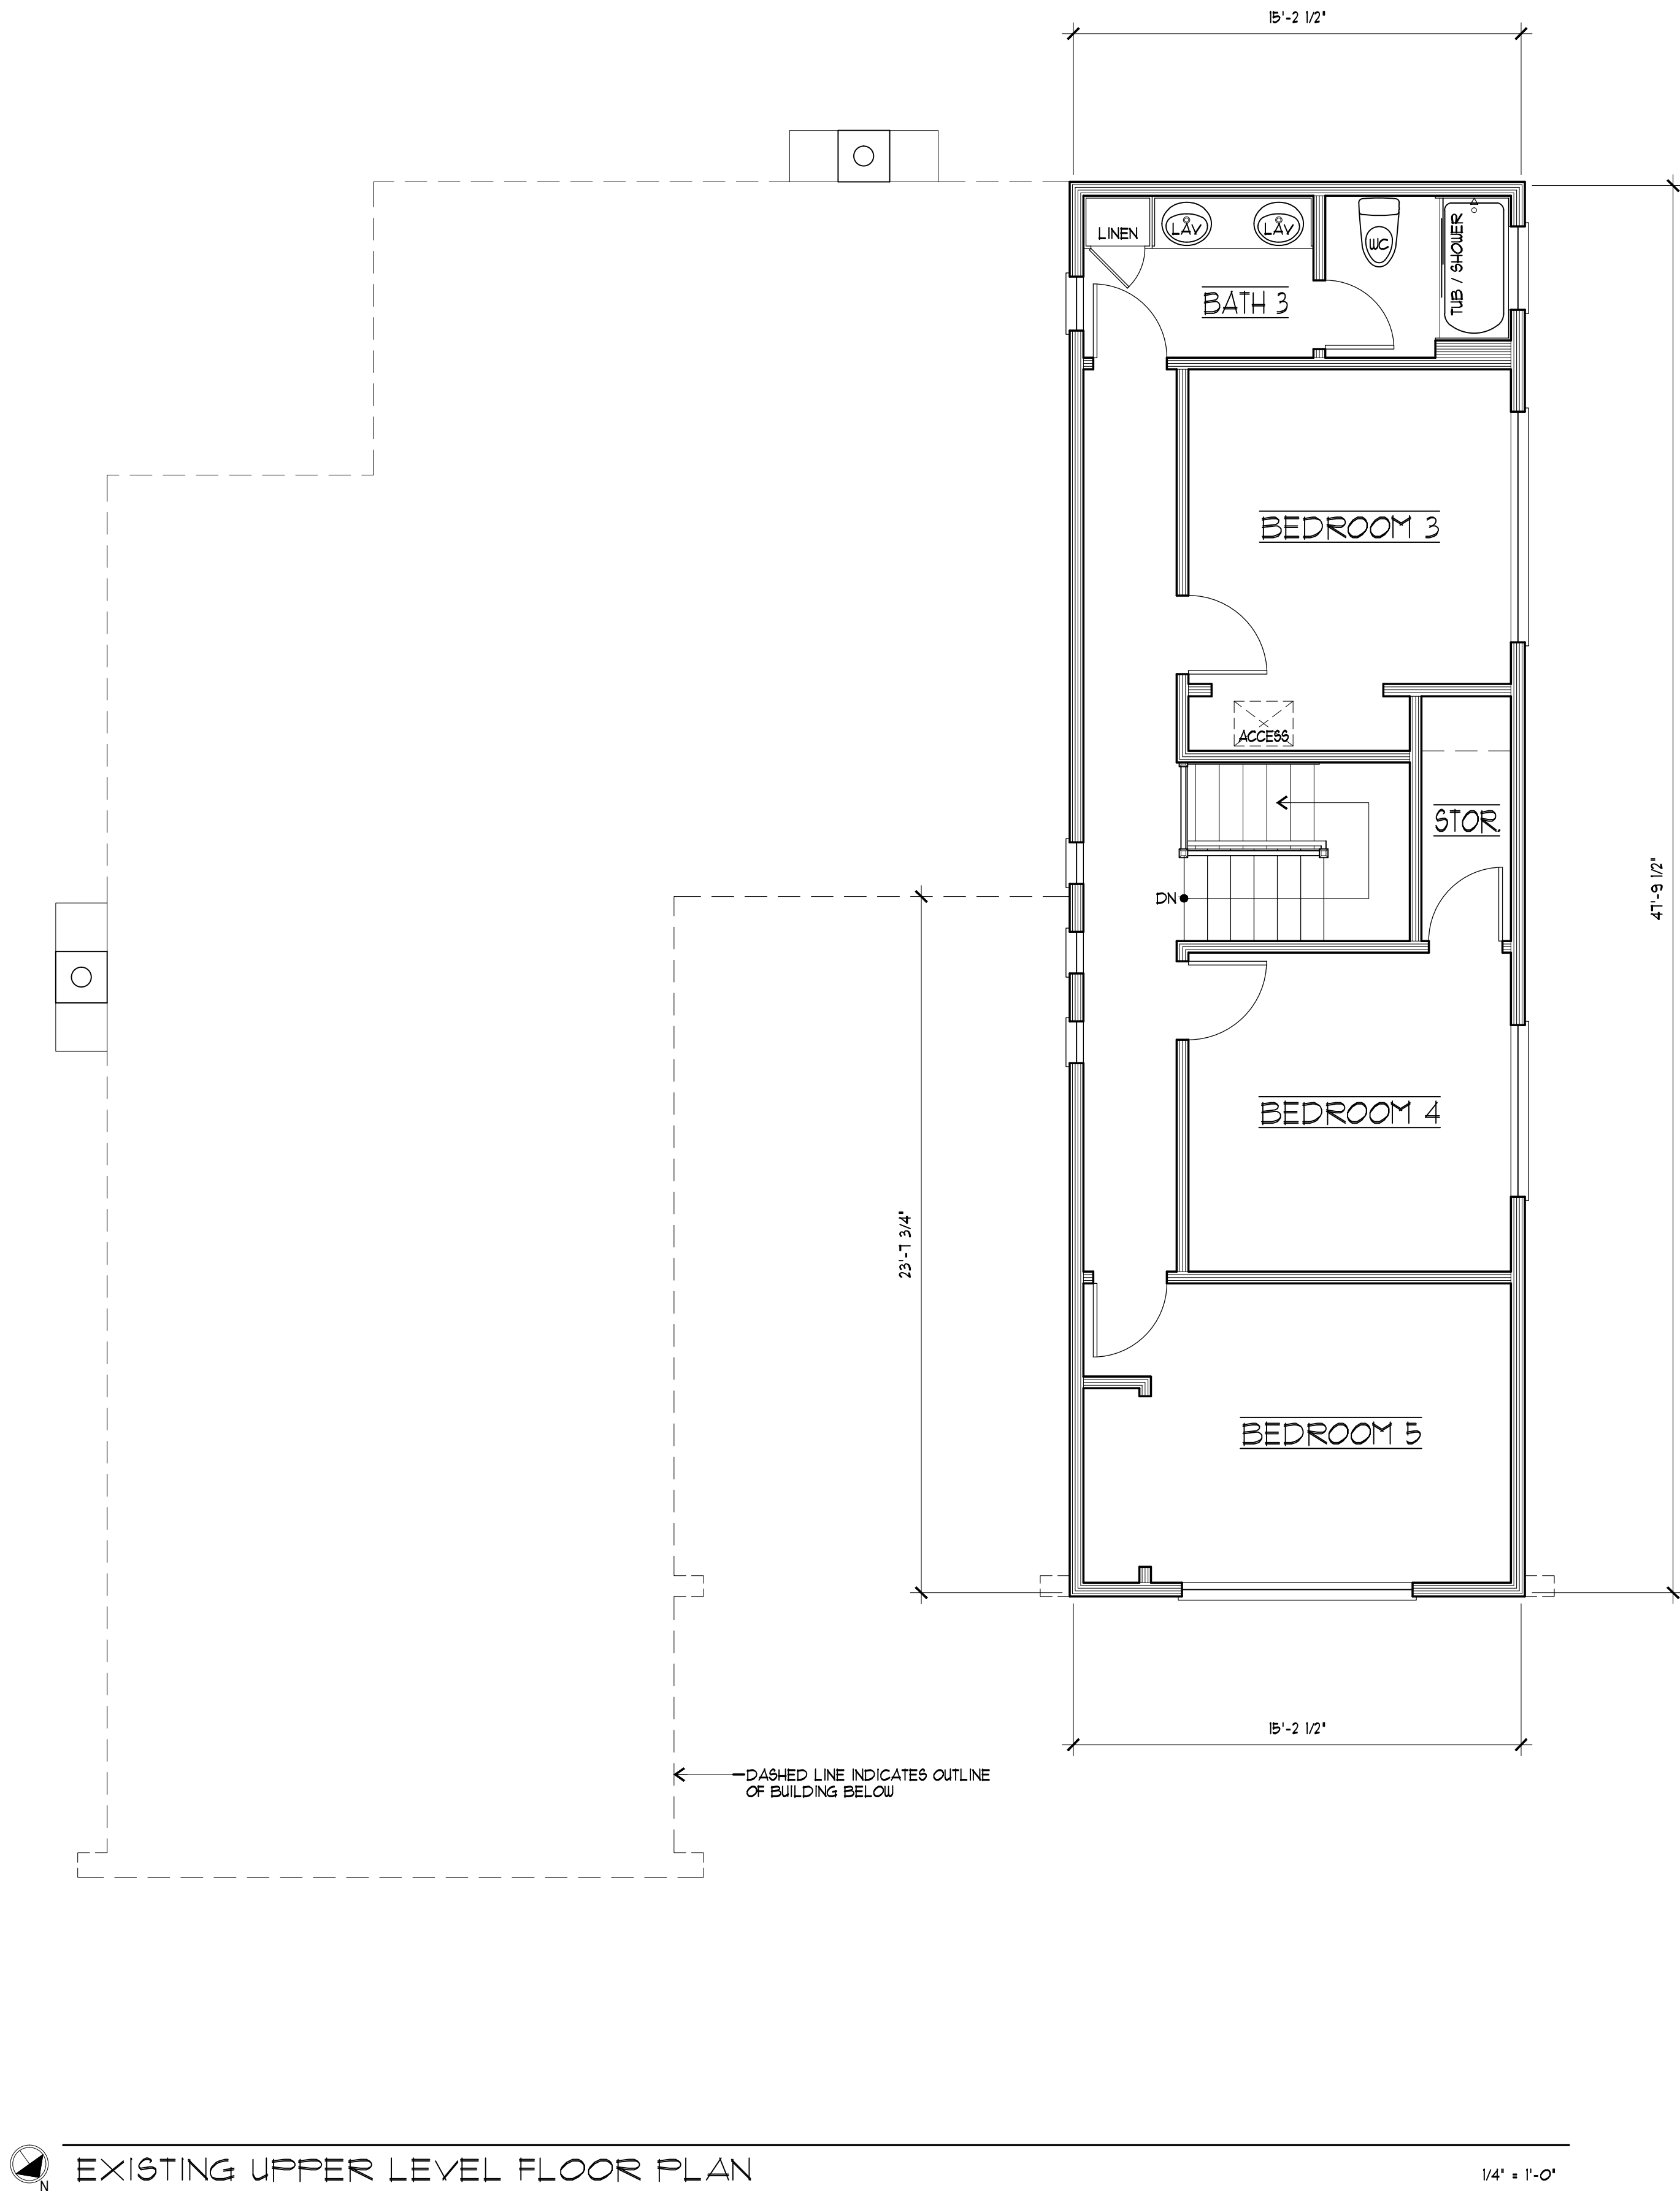 15'-2 1/2"
LINEN
LAV
LAV
WC
TUB / SHOWER
BATH 3
BEDROOM 3
ACCESS
STOR.
DN
47'-9 1/2"
BEDROOM 4
23'-7 3/4"
BEDROOM 5
15'-2 1/2"
DASHED LINE INDICATES OUTLINE
OF BUILDING BELOW
N
EXISTING UPPER LEVEL FLOOR PLAN
1/4" = 1'-0"